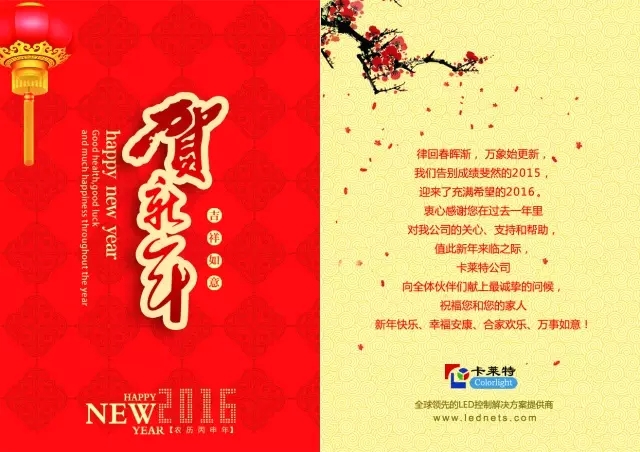 贺新年
吉祥如意
happy new year
Good health,good luck
and much happiness throughout the year
HAPPY
NEW 2016
YEAR 【农历丙申年】
律回春晖渐，万象始更新，
我们告别成绩斐然的2015，
迎来了充满希望的2016。
衷心感谢您在过去一年里
对我公司的关心、支持和帮助，
值此新年来临之际，
卡莱特公司
向全体伙伴们献上最诚挚的问候，
祝福您和您的家人
新年快乐、幸福安康、合家欢乐、万事如意！
卡莱特
Colorlight
全球领先的LED控制解决方案提供商
www.lednets.com